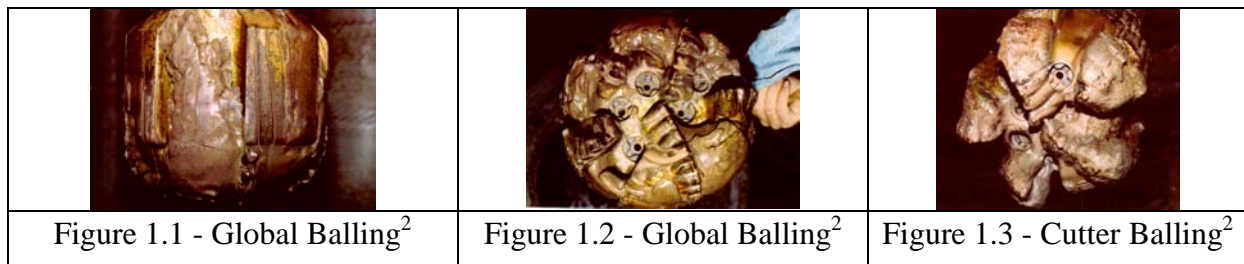 Figure 1.1 - Global Balling²
Figure 1.2 - Global Balling²
Figure 1.3 - Cutter Balling²